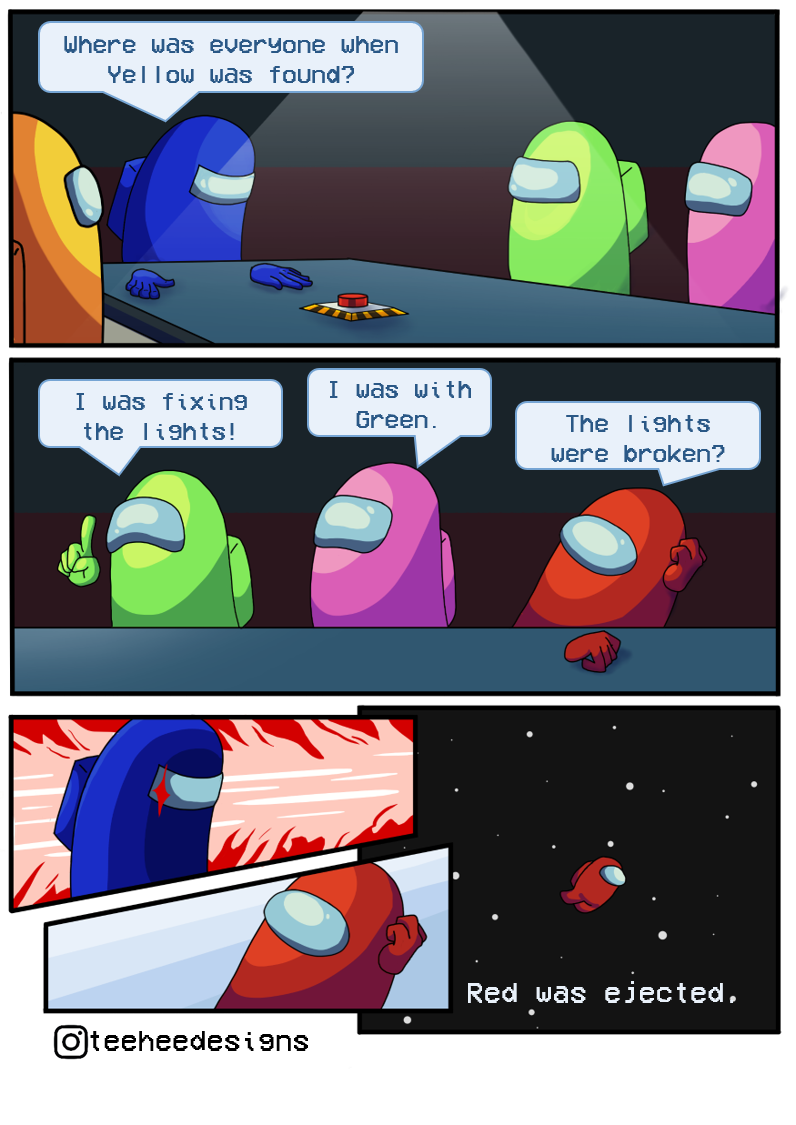 Where was everyone when
Yellow was found?
I was fixing
the lights!
I was with
Green.
The lights
were broken?
Red was ejected.
teeheedesigns